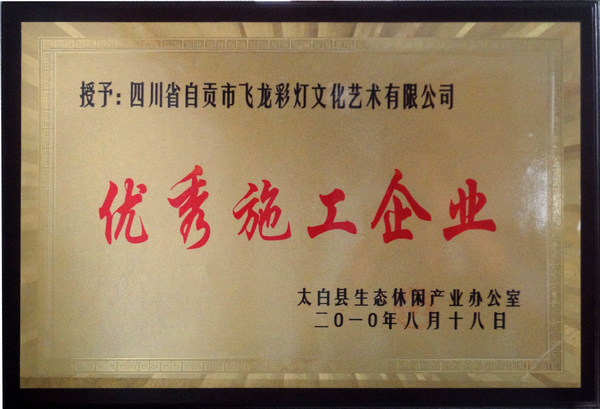 授予：四川省自贡市飞龙彩灯文化艺术有限公司
优秀施工企业
太白县生态休闲产业办公室
二0一0年八月十八日